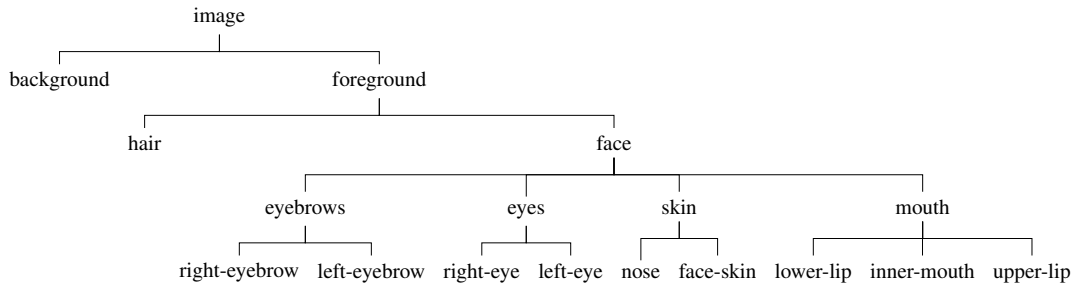 image
background foreground
hair face
eyebrows eyes skin mouth
right-eyebrow left-eyebrow right-eye left-eye nose face-skin lower-lip inner-mouth upper-lip